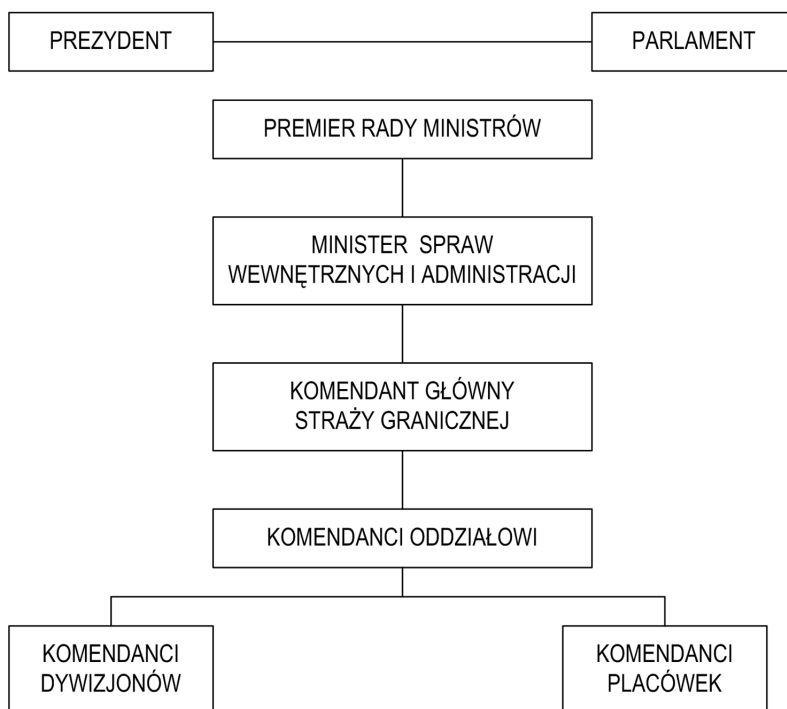 PREZYDENT
PARLAMENT
PREMIER RADY MINISTRÓW
MINISTER SPRAW
WEWNĘTRZNYCH I ADMINISTRACJI
KOMENDANT GŁÓWNY
STRAŻY GRANICZNEJ
KOMENDANCI ODDZIAŁOWI
KOMENDANCI
DYWIZJONÓW
KOMENDANCI
PLACÓWEK